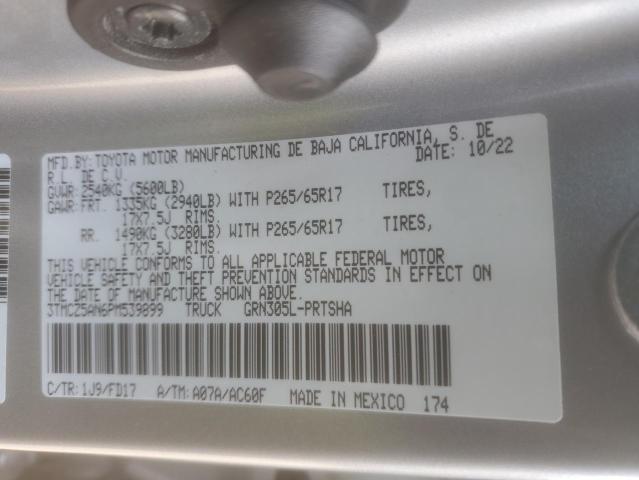 MFD.BY: TOYOTA MOTOR MANUFACTURING DE BAJA CALIFORNIA, S. DE
R.L. DE C.V. DATE: 10/22
GVWR: 2540KG (5600LB)
GAWR: FRT. 1335KG (2940LB) WITH P265/65R17 TIRES,
17X7.5J RIMS.
RR. 1490KG (3280LB) WITH P265/65R17 TIRES,
17X7.5J RIMS.
THIS VEHICLE CONFORMS TO ALL APPLICABLE FEDERAL MOTOR
VEHICLE SAFETY AND THEFT PREVENTION STANDARDS IN EFFECT ON
THE DATE OF MANUFACTURE SHOWN ABOVE.
3TMCZ5AN6PM539899 TRUCK GRN305L-PRTSHA
C/TR: 1J9/FD17 A/TM: A07A/AC60F MADE IN MEXICO 174